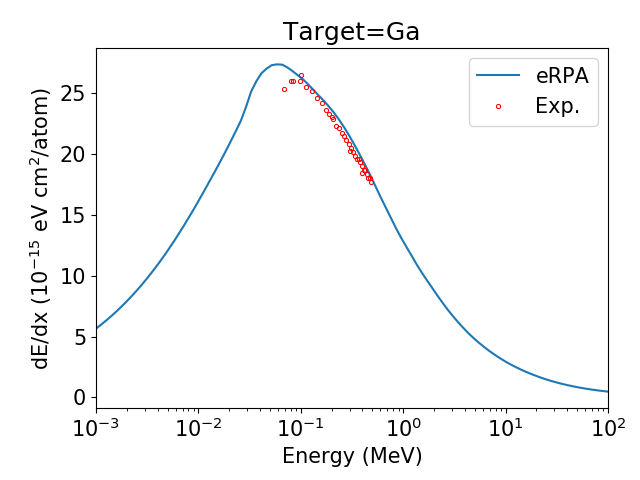 Target=Ga
dE/dx (10⁻¹⁵ eV cm²/atom)
25
20
15
10
5
0
eRPA
Exp.
10⁻³ 10⁻² 10⁻¹ 10⁰ 10¹ 10²
Energy (MeV)